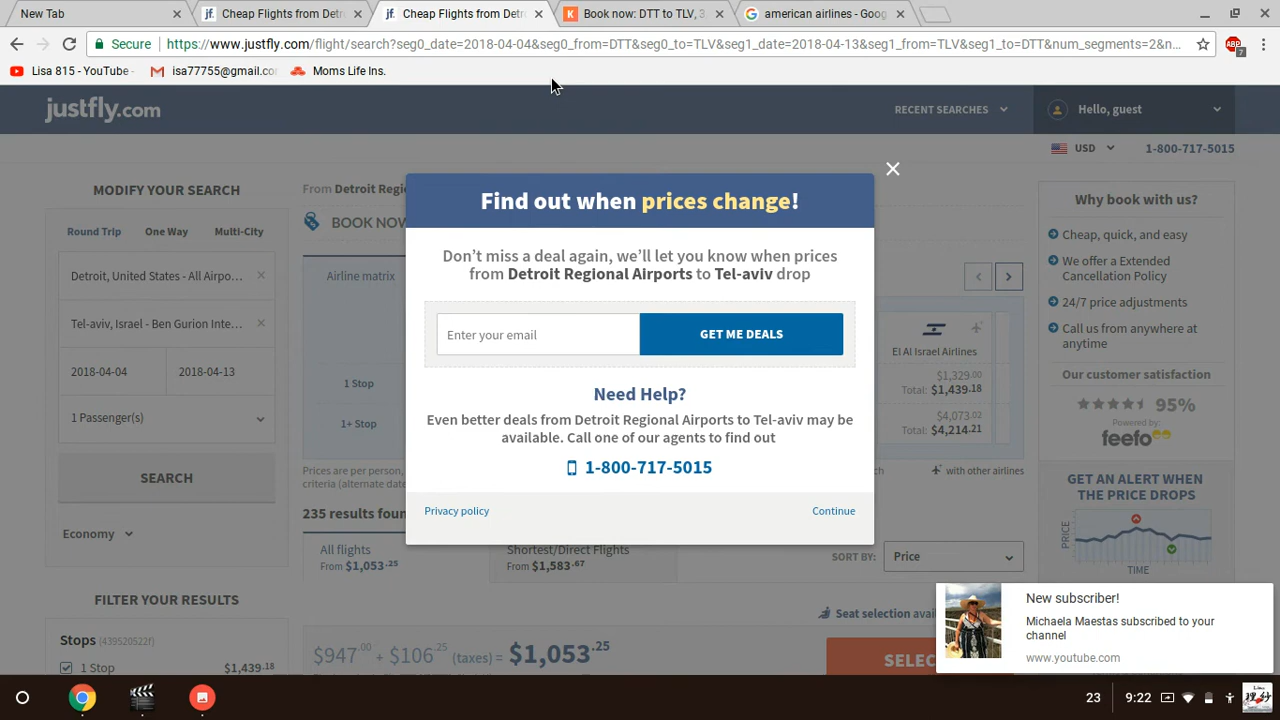 New Tab
Cheap Flights from Detr
Cheap Flights from Detr
Book now: DTT to TLV, 3
american airlines - Goog
Secure
https://www.justfly.com/flight/search?seg0_date=2018-04-04&seg0_from=DTT&seg0_to=TLV&seg1_date=2018-04-13&seg1_from=TLV&seg1_to=DTT&num_segments=2&n...
ABP
7
Lisa 815 - YouTube
isa77755@gmail.co
Moms Life Ins.
justfly.com
RECENT SEARCHES
Hello, guest
USD
1-800-717-5015
MODIFY YOUR SEARCH
Round Trip
One Way
Multi-City
Detroit, United States - All Airpo...
Tel-aviv, Israel - Ben Gurion Inte...
2018-04-04
2018-04-13
1 Passenger(s)
SEARCH
Economy
FILTER YOUR RESULTS
Stops (439520522f)
1 Stop
$1,439.18
From Detroit Regio
BOOK NOW
Airline matrix
1 Stop
1+ Stop
Prices are per person,
criteria (alternate date
235 results foun
All flights
From $1,053.25
Shortest/Direct Flights
From $1,583.67
Find out when prices change!
Don't miss a deal again, we'll let you know when prices
from Detroit Regional Airports to Tel-aviv drop
Enter your email
GET ME DEALS
Need Help?
Even better deals from Detroit Regional Airports to Tel-aviv may be
available. Call one of our agents to find out
1-800-717-5015
Privacy policy
Continue
El Al Israel Airlines
$1,329.00
Total: $1,439.18
$4,073.02
Total: $4,214.21
ch
with other airlines
SORT BY:
Price
Seat selection avai
$947.00 + $106.25 (taxes) = $1,053.25
SELEC
Why book with us?
Cheap, quick, and easy
We offer a Extended
Cancellation Policy
24/7 price adjustments
Call us from anywhere at
anytime
Our customer satisfaction
95%
Powered by:
feefo
GET AN ALERT WHEN
THE PRICE DROPS
PRICE
TIME
New subscriber!
Michaela Maestas subscribed to your
channel
www.youtube.com
23
9:22